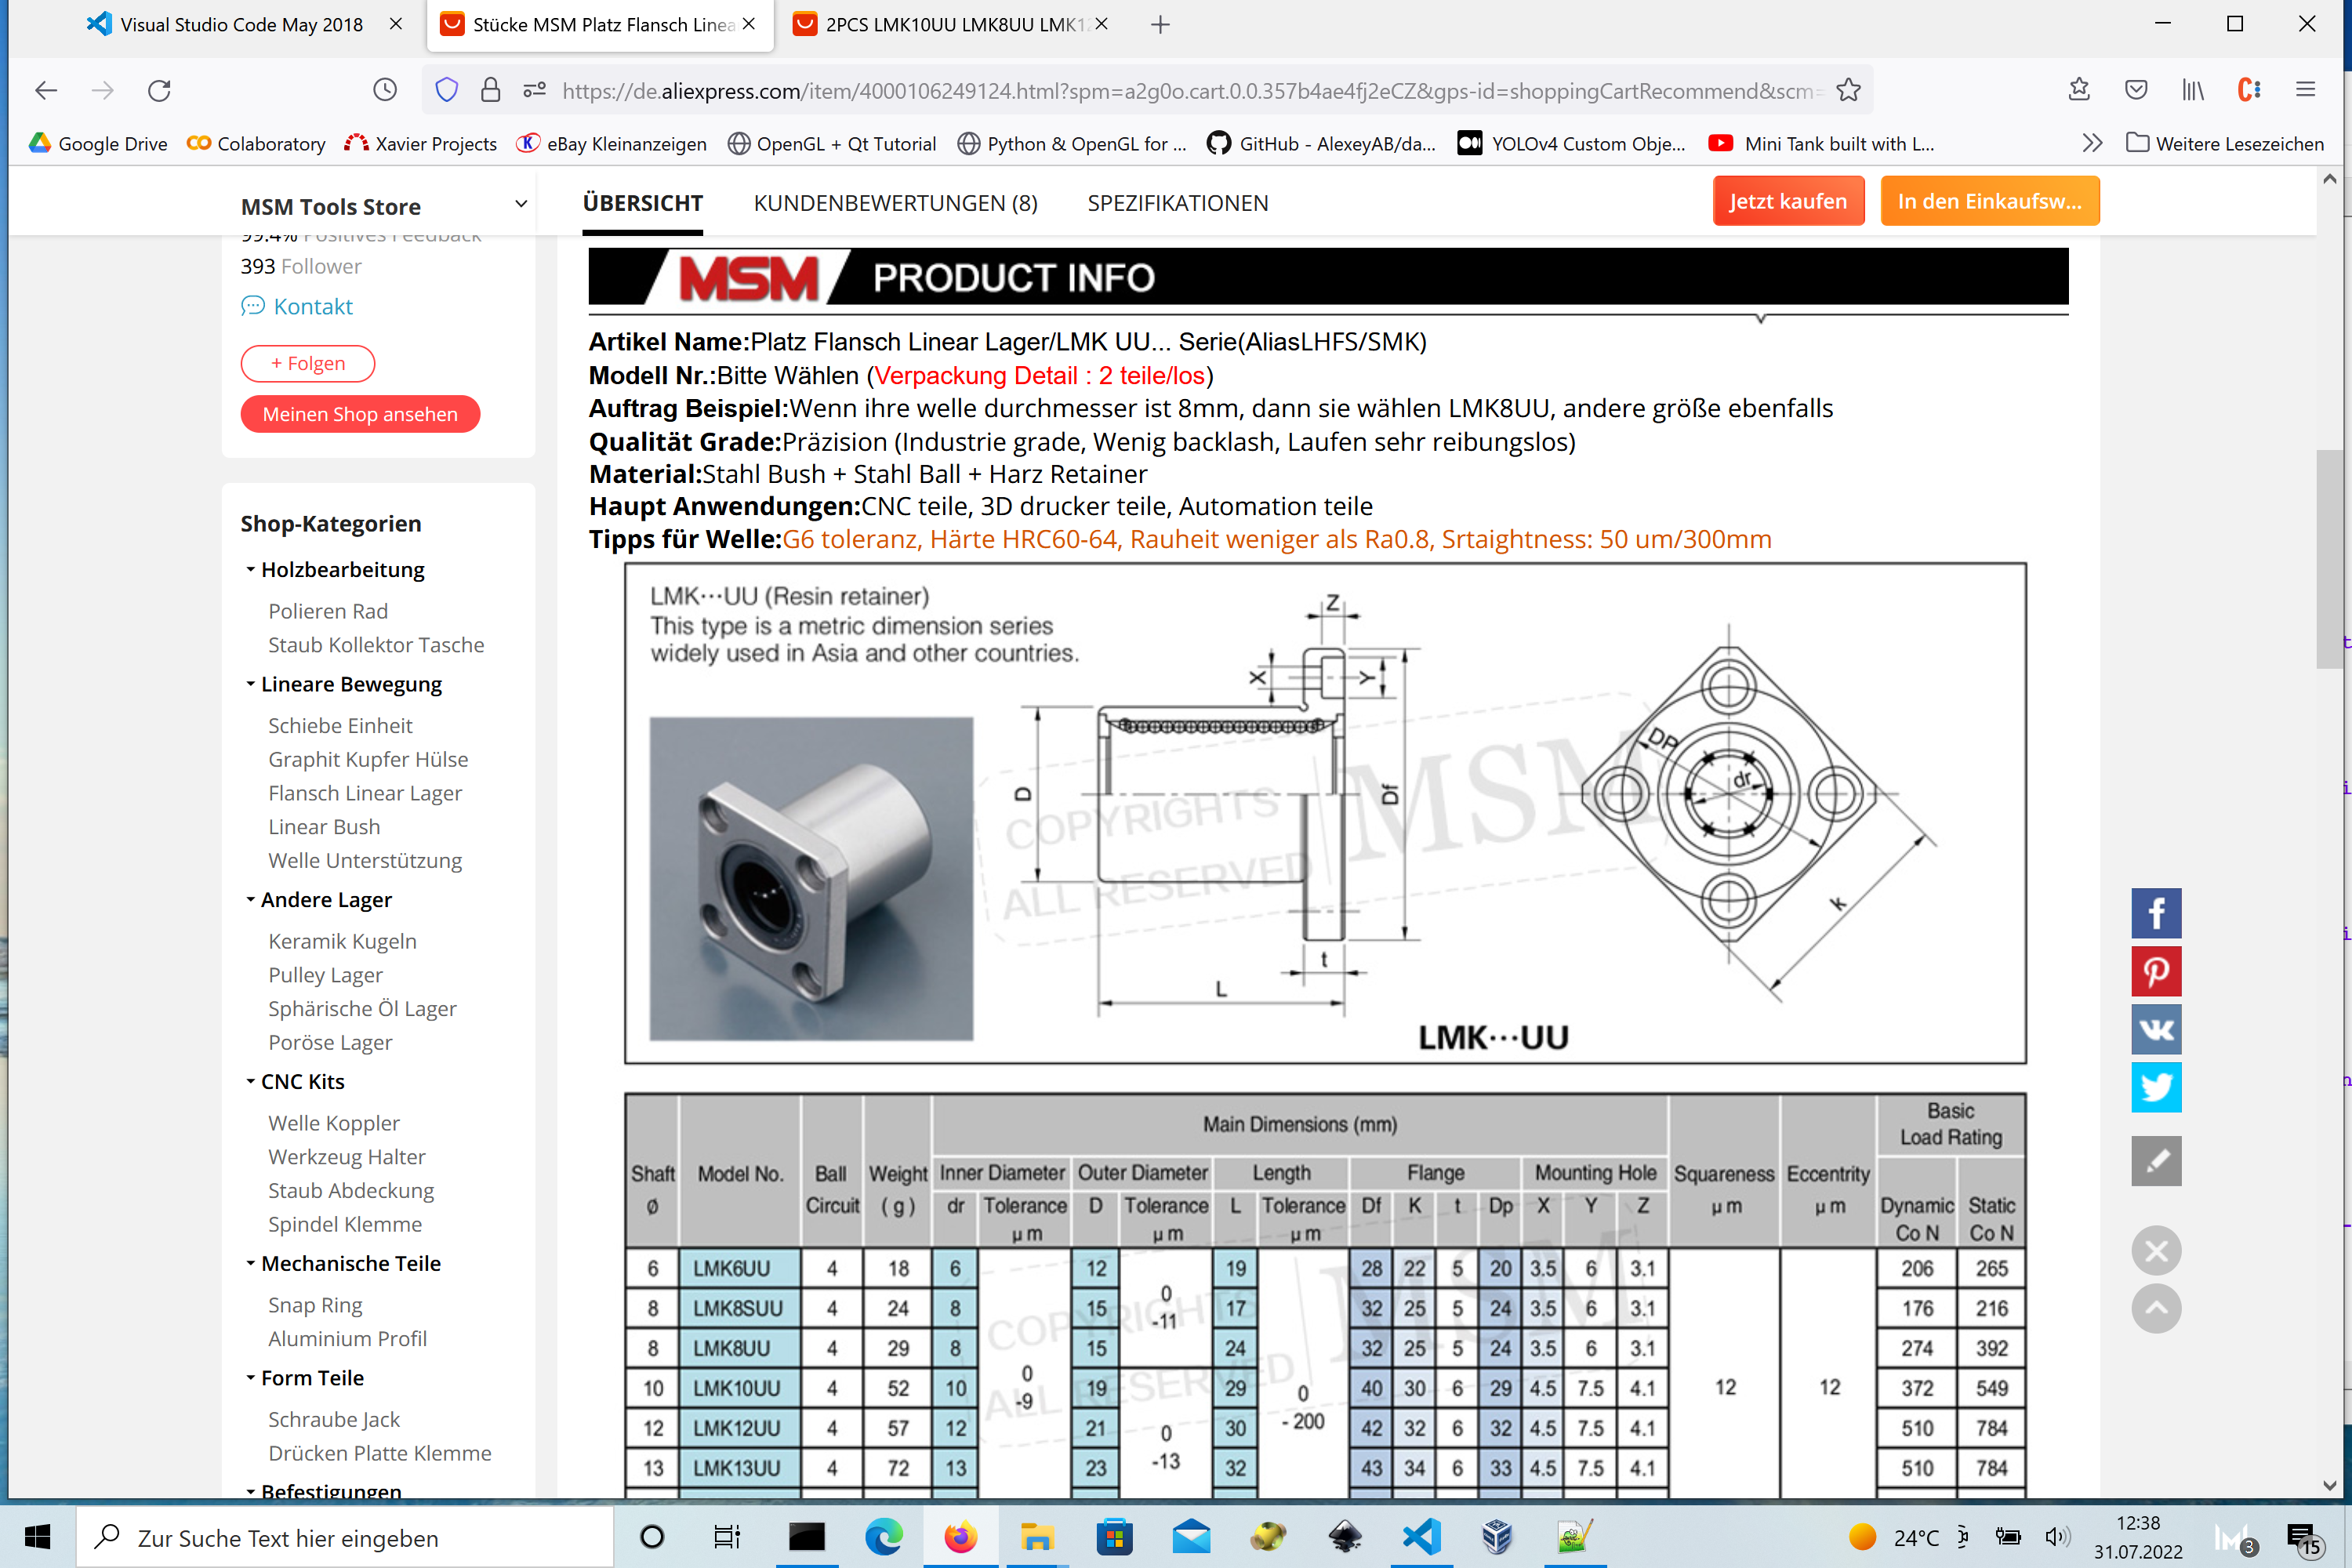 Visual Studio Code May 2018
Stücke MSM Platz Flansch Linea
2PCS LMK10UU LMK8UU LMK12
https://de.aliexpress.com/item/4000106249124.html?spm=a2g0o.cart.0.0.357b4ae4fj2eCZ&gps-id=shoppingCartRecommend&scm=
Google Drive
Colaboratory
Xavier Projects
eBay Kleinanzeigen
OpenGL + Qt Tutorial
Python & OpenGL for ...
GitHub - AlexeyAB/da...
YOLOv4 Custom Obje...
Mini Tank built with L...
Weitere Lesezeichen
MSM Tools Store
ÜBERSICHT
KUNDENBEWERTUNGEN (8)
SPEZIFIKATIONEN
Jetzt kaufen
In den Einkaufsw...
99.4% Positives Feedback
393 Follower
Kontakt
+ Folgen
Meinen Shop ansehen
Shop-Kategorien
Holzbearbeitung
Polieren Rad
Staub Kollektor Tasche
Lineare Bewegung
Schiebe Einheit
Graphit Kupfer Hülse
Flansch Linear Lager
Linear Bush
Welle Unterstützung
Andere Lager
Keramik Kugeln
Pulley Lager
Sphärische Öl Lager
Poröse Lager
CNC Kits
Welle Koppler
Werkzeug Halter
Staub Abdeckung
Spindel Klemme
Mechanische Teile
Snap Ring
Aluminium Profil
Form Teile
Schraube Jack
Drücken Platte Klemme
Befestigungen
MSM PRODUCT INFO
Artikel Name:Platz Flansch Linear Lager/LMK UU... Serie(AliasLHFS/SMK)
Modell Nr.:Bitte Wählen (Verpackung Detail : 2 teile/los)
Auftrag Beispiel:Wenn ihre welle durchmesser ist 8mm, dann sie wählen LMK8UU, andere größe ebenfalls
Qualität Grade:Präzision (Industrie grade, Wenig backlash, Laufen sehr reibungslos)
Material:Stahl Bush + Stahl Ball + Harz Retainer
Haupt Anwendungen:CNC teile, 3D drucker teile, Automation teile
Tipps für Welle:G6 toleranz, Härte HRC60-64, Rauheit weniger als Ra0.8, Srtaightness: 50 um/300mm
LMK···UU (Resin retainer)
This type is a metric dimension series
widely used in Asia and other countries.
Z
X
Y
D
Df
t
L
DP
dr
k
COPYRIGHTS
ALL RESERVED
MSM
LMK···UU
Main Dimensions (mm)
Basic
Load Rating
Shaft Model No. Ball Weight Inner Diameter Outer Diameter Length Flange Mounting Hole Squareness Eccentrity
Ø Circuit ( g ) dr Tolerance D Tolerance L Tolerance Df K t Dp X Y Z µ m µ m Dynamic Static
µ m µ m µ m Co N Co N
6 LMK6UU 4 18 6 12 19 28 22 5 20 3.5 6 3.1 206 265
0
-11
8 LMK8SUU 4 24 8 15 17 32 25 5 24 3.5 6 3.1 176 216
8 LMK8UU 4 29 8 15 24 32 25 5 24 3.5 6 3.1 274 392
0
-9
10 LMK10UU 4 52 10 19 29 40 30 6 29 4.5 7.5 4.1 12 12 372 549
0
- 200
12 LMK12UU 4 57 12 21 30 42 32 6 32 4.5 7.5 4.1 510 784
0
-13
13 LMK13UU 4 72 13 23 32 43 34 6 33 4.5 7.5 4.1 510 784
COPYRIGHTS
ALL RESERVED
MSM
Zur Suche Text hier eingeben
24°C
12:38
31.07.2022
3
15